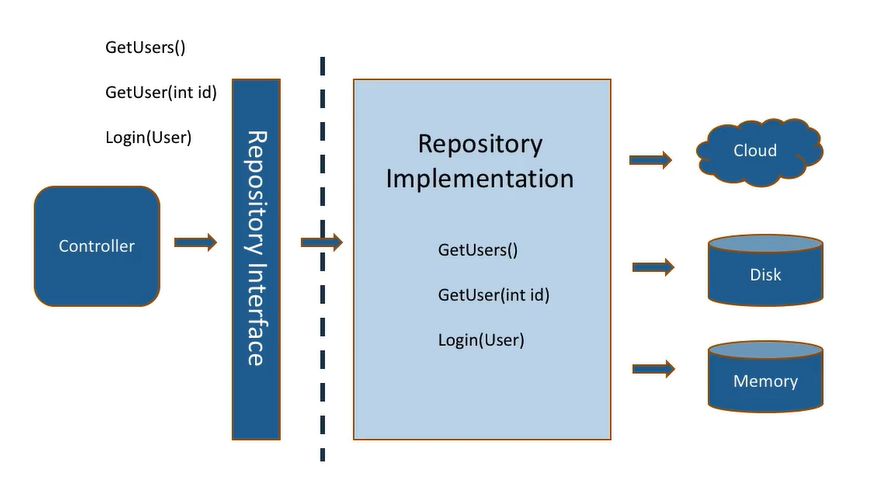 GetUsers()
GetUser(int id)
Login(User)
Controller
Repository Interface
Repository
Implementation
GetUsers()
GetUser(int id)
Login(User)
Cloud
Disk
Memory